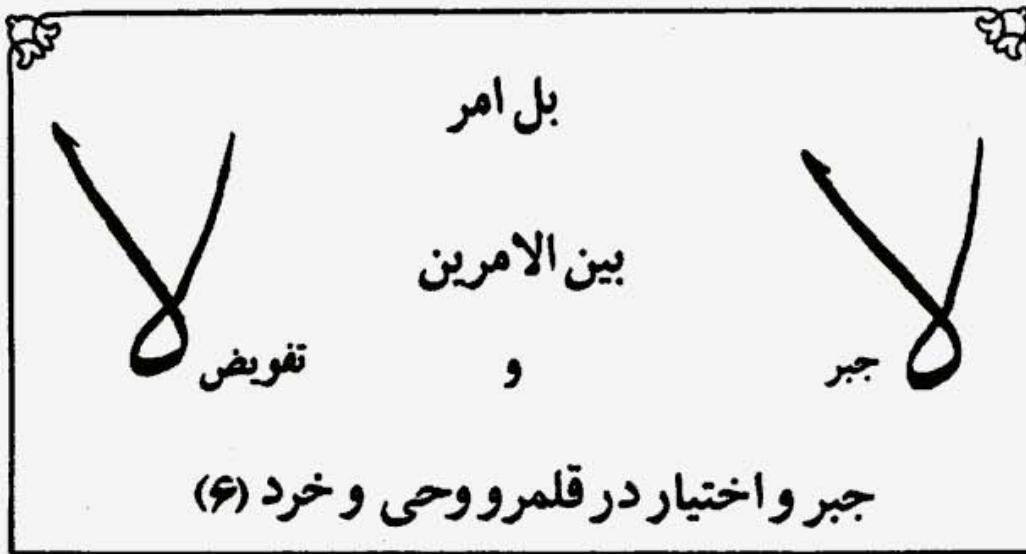 بل امر
بین الامرین
لا جبر و لا تفویض
جبر و اختیار در قلمرو وحی و خرد (۶)